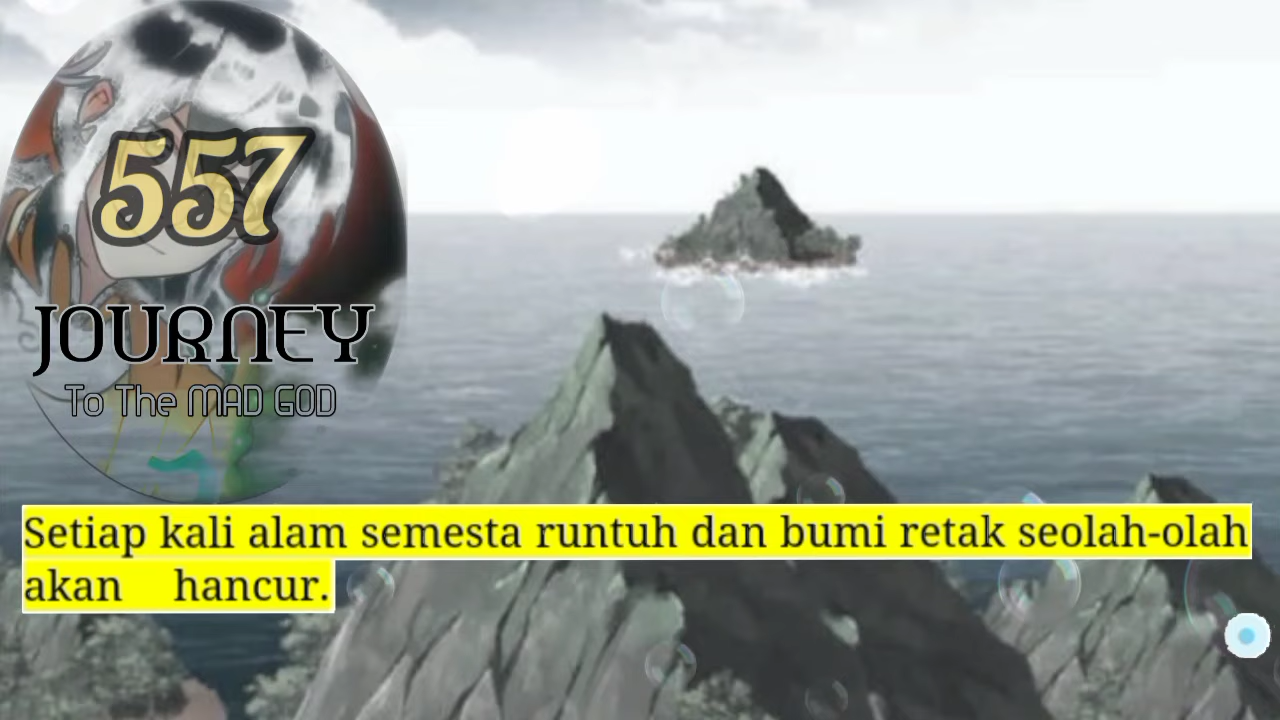 557
JOURNEY
To The MAD GOD
Setiap kali alam semesta runtuh dan bumi retak seolah-olah
akan hancur.